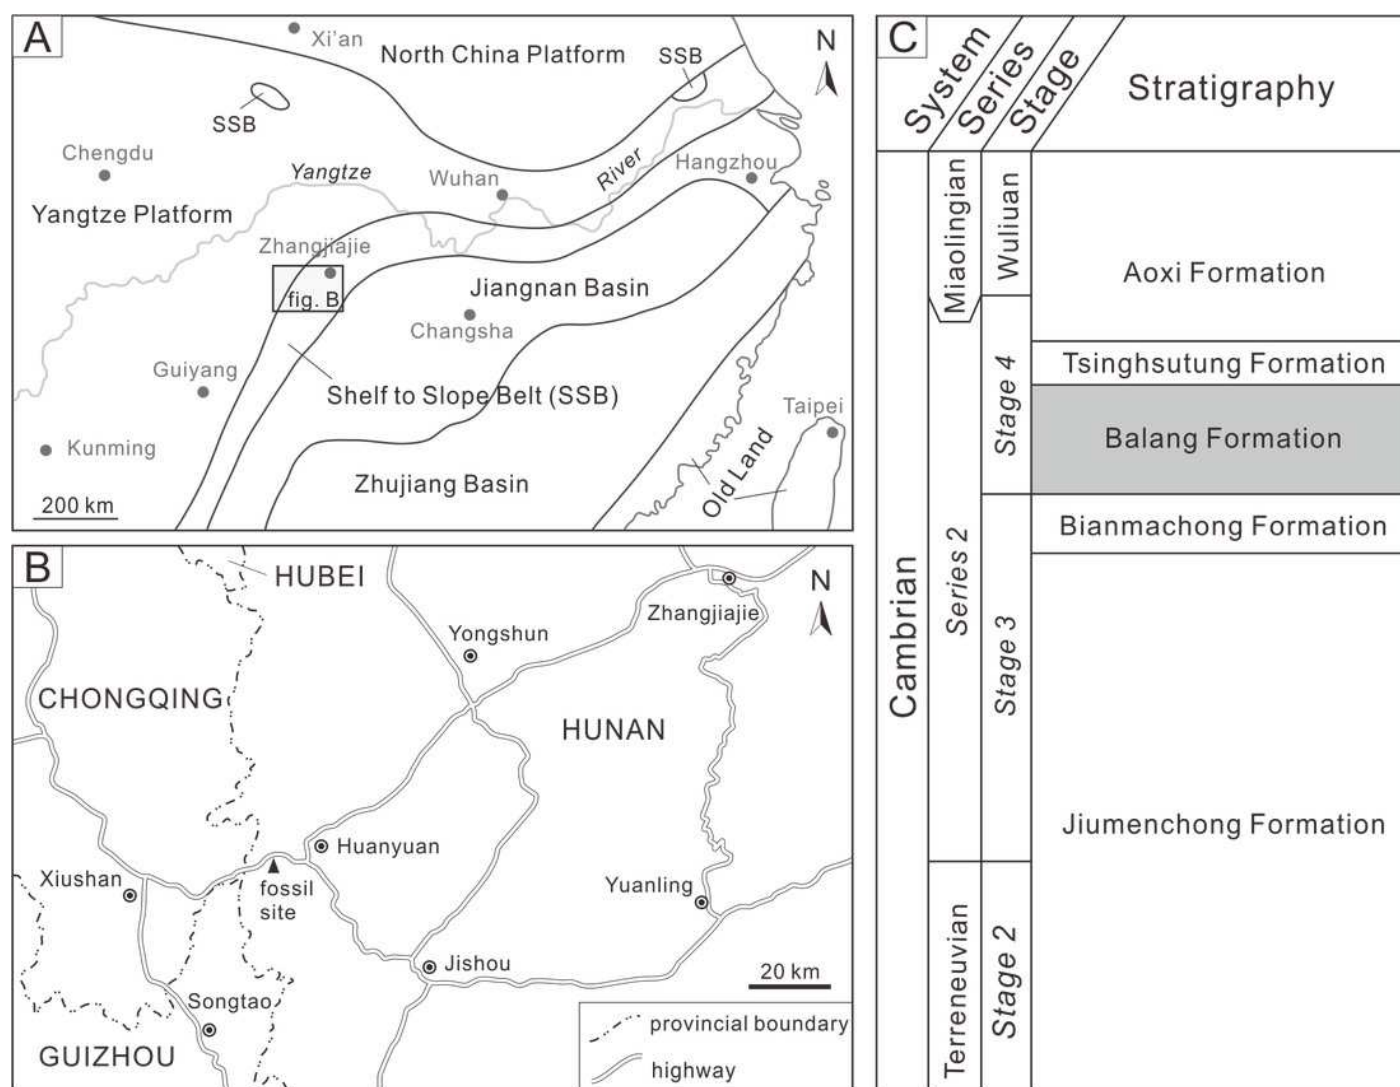 A
Xi'an
North China Platform
SSB
N
SSB
Chengdu
Yangtze
Wuhan
River
Hangzhou
Yangtze Platform
Zhangjiajie
fig. B
Jiangnan Basin
Changsha
Guiyang
Shelf to Slope Belt (SSB)
Taipei
Kunming
Zhujiang Basin
Old Land
200 km
B
HUBEI
N
Zhangjiajie
Yongshun
CHONGQING
HUNAN
Huanyuan
Xiushan
fossil
site
Yuanling
Jishou
20 km
Songtao
GUIZHOU
provincial boundary
highway
C
System
Series
Stage
Stratigraphy
Cambrian
Miaolingian
Series 2
Terreneuvian
Wuliuan
Stage 4
Stage 3
Stage 2
Aoxi Formation
Tsinghsutung Formation
Balang Formation
Bianmachong Formation
Jiumenchong Formation